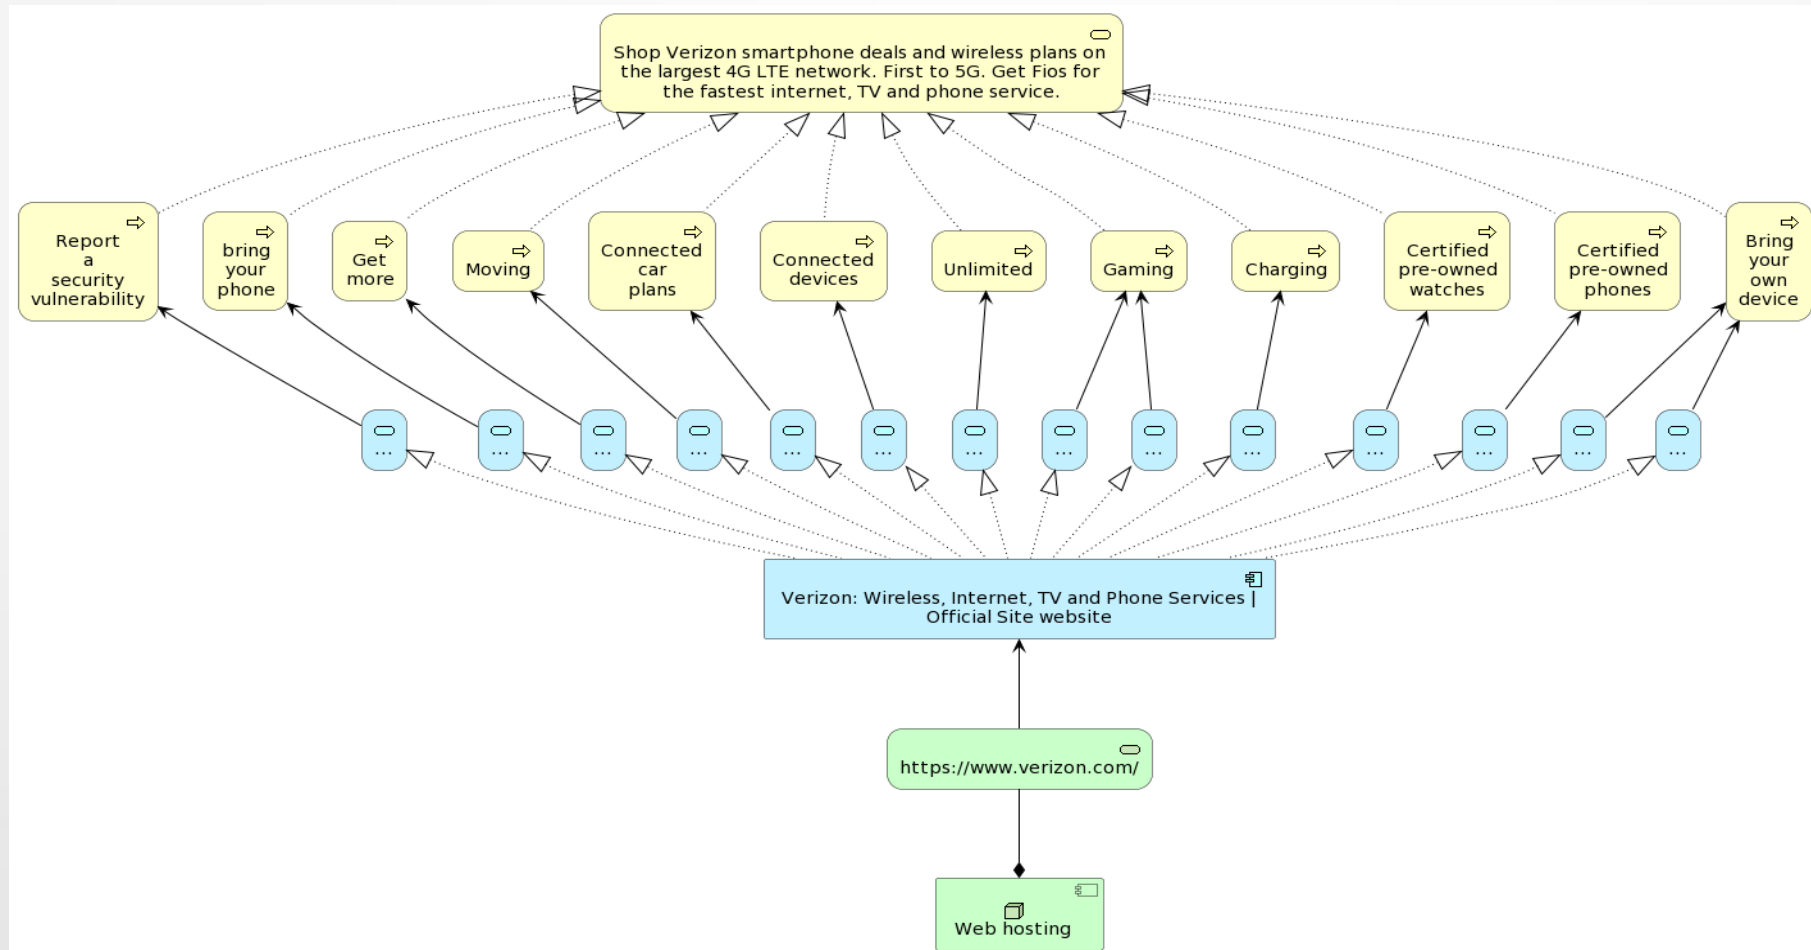 Shop Verizon smartphone deals and wireless plans on
the largest 4G LTE network. First to 5G. Get Fios for
the fastest internet, TV and phone service.
Report
a
security
vulnerability
bring
your
phone
Get
more
Moving
Connected
car
plans
Connected
devices
Unlimited
Gaming
Charging
Certified
pre-owned
watches
Certified
pre-owned
phones
Bring
your
own
device
...
...
...
...
...
...
...
...
...
...
...
...
...
...
Verizon: Wireless, Internet, TV and Phone Services |
Official Site website
https://www.verizon.com/
Web hosting